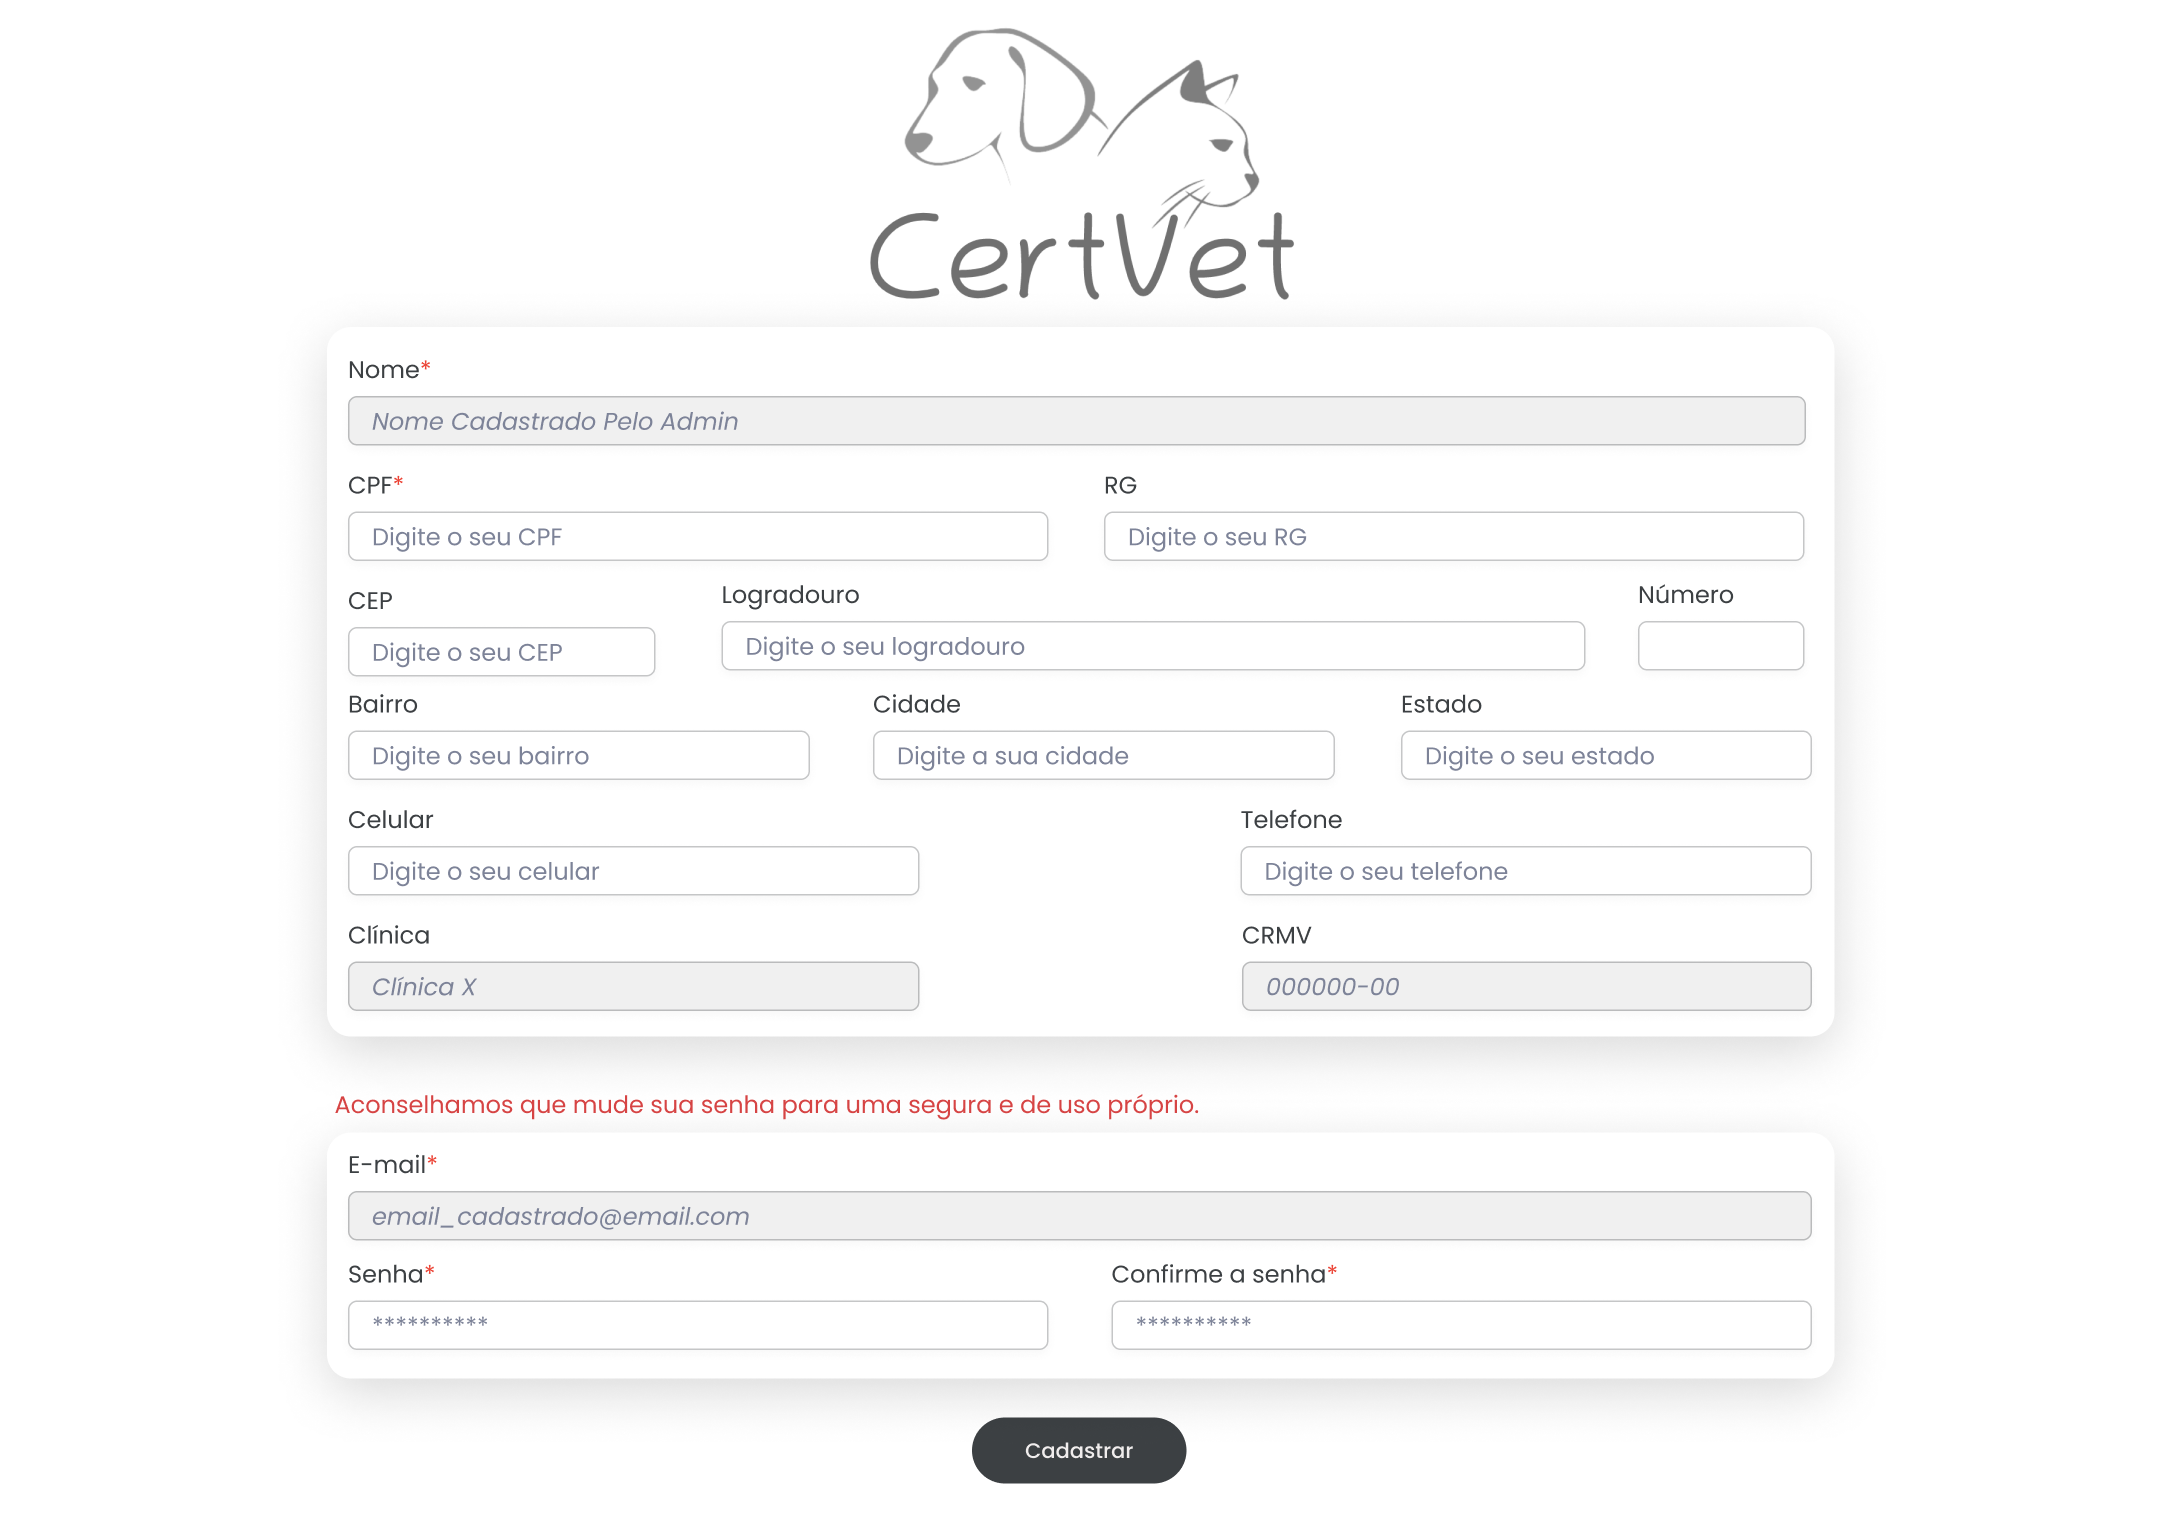 CertVet
Nome*
Nome Cadastrado Pelo Admin
CPF*
RG
Digite o seu CPF
Digite o seu RG
CEP
Logradouro
Número
Digite o seu CEP
Digite o seu logradouro
Bairro
Cidade
Estado
Digite o seu bairro
Digite a sua cidade
Digite o seu estado
Celular
Telefone
Digite o seu celular
Digite o seu telefone
Clínica
CRMV
Clínica X
000000-00
Aconselhamos que mude sua senha para uma segura e de uso próprio.
E-mail*
email_cadastrado@email.com
Senha*
Confirme a senha*
**********
**********
Cadastrar